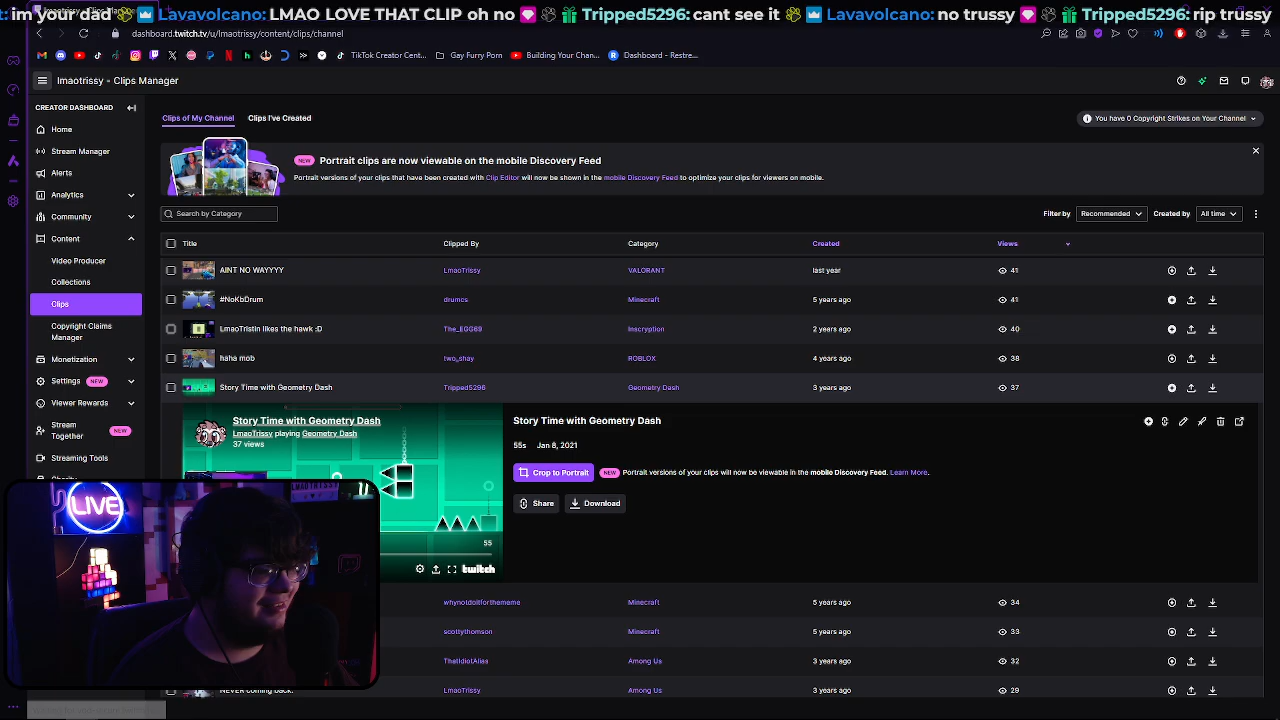 im your dad Lavavolcano: LMAO LOVE THAT CLIP oh no Tripped5296: cant see it Lavavolcano: no trussy Tripped5296: rip trussy
dashboard.twitch.tv/u/lmaotrissy/content/clips/channel
TikTok Creator Cent... Gay Furry Porn Building Your Chan... Dashboard - Restre...
lmaotrissy - Clips Manager
CREATOR DASHBOARD
Home
Stream Manager
Alerts
Analytics
Community
Content
Video Producer
Collections
Clips
Copyright Claims
Manager
Monetization
Settings NEW
Viewer Rewards
Stream
Together NEW
Streaming Tools
Clips of My Channel Clips I've Created
You have 0 Copyright Strikes on Your Channel
NEW Portrait clips are now viewable on the mobile Discovery Feed
Portrait versions of your clips that have been created with Clip Editor will now be shown in the mobile Discovery Feed to optimize your clips for viewers on mobile.
Search by Category
Filter by Recommended Created by All time
Title Clipped By Category Created Views
AINT NO WAYYYY LmaoTrissy VALORANT last year 41
#NoKbDrum drumcs Minecraft 5 years ago 41
LmaoTristin likes the hawk :D The_EGG69 Inscryption 2 years ago 40
haha mob two_shay ROBLOX 4 years ago 38
Story Time with Geometry Dash Tripped5296 Geometry Dash 3 years ago 37
Story Time with Geometry Dash
LmaoTrissy playing Geometry Dash
37 views
55
twitch
Story Time with Geometry Dash
55s Jan 8, 2021
Crop to Portrait NEW Portrait versions of your clips will now be viewable in the mobile Discovery Feed. Learn More.
Share Download
whynotdoitforthememe Minecraft 5 years ago 34
scottythomson Minecraft 5 years ago 33
ThatIdiotAlias Among Us 3 years ago 32
NEVER coming back. LmaoTrissy Among Us 3 years ago 29
LIVE
LMAOTRISSY